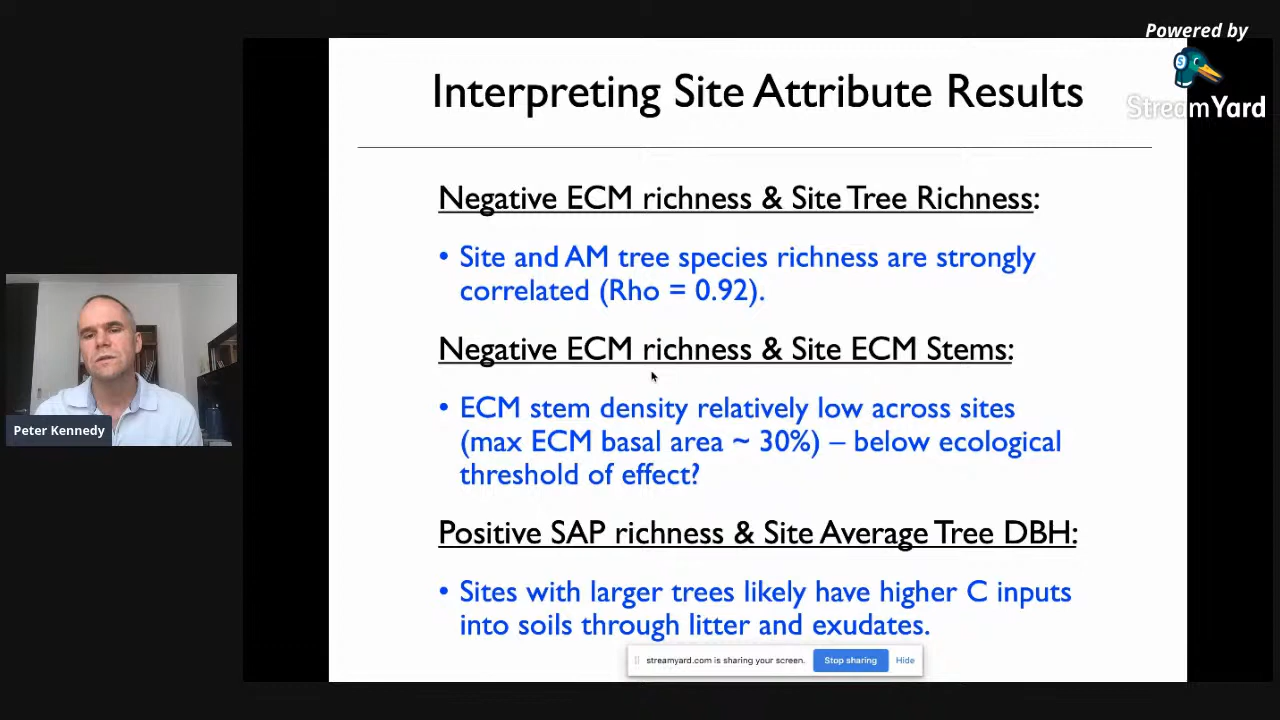 Powered by
StreamYard
Interpreting Site Attribute Results
Negative ECM richness & Site Tree Richness:
• Site and AM tree species richness are strongly
correlated (Rho = 0.92).
Negative ECM richness & Site ECM Stems:
• ECM stem density relatively low across sites
(max ECM basal area ~ 30%) – below ecological
threshold of effect?
Positive SAP richness & Site Average Tree DBH:
• Sites with larger trees likely have higher C inputs
into soils through litter and exudates.
Peter Kennedy
streamyard.com is sharing your screen.
Stop sharing
Hide